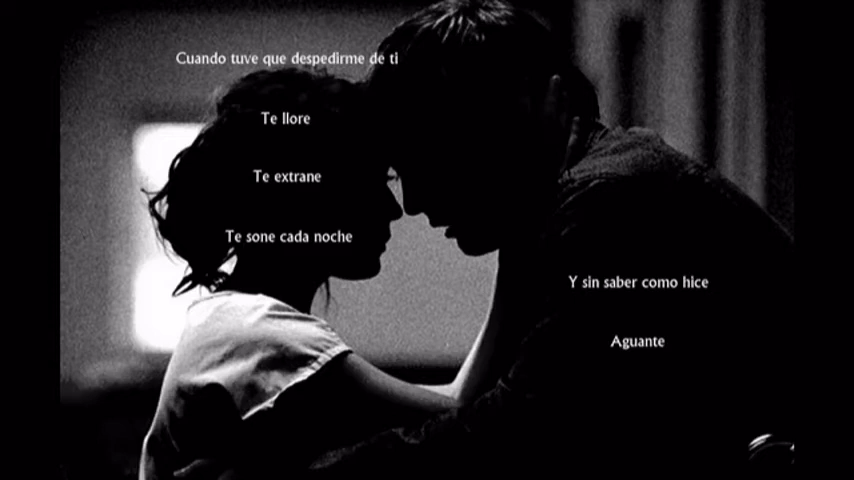 Cuando tuve que despedirme de ti
Te llore
Te extrane
Te sone cada noche
Y sin saber como hice
Aguante